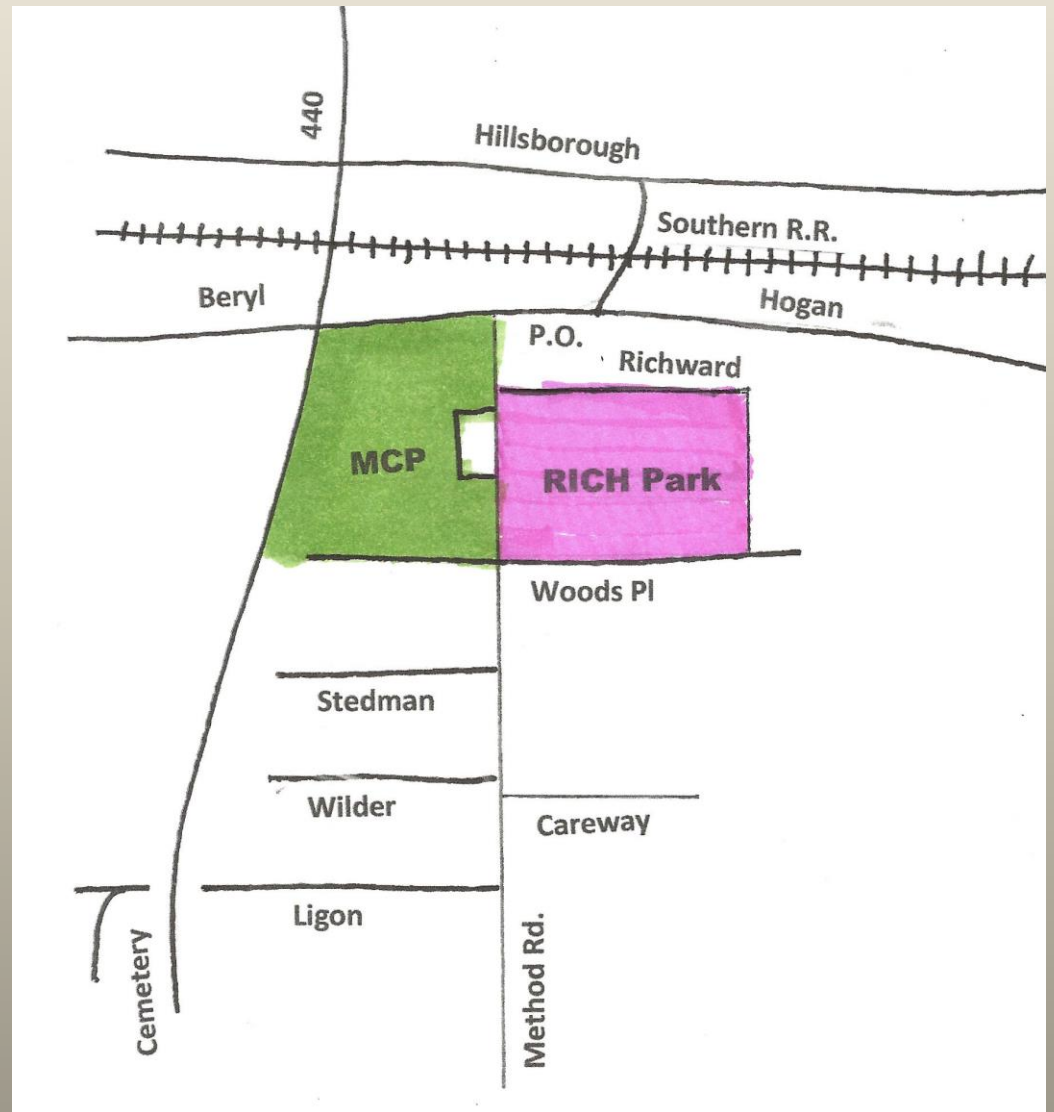 440
Hillsborough
Southern R.R.
Beryl
Hogan
P.O.
Richward
MCP
RICH Park
Woods Pl
Stedman
Wilder
Careway
Ligon
Cemetery
Method Rd.